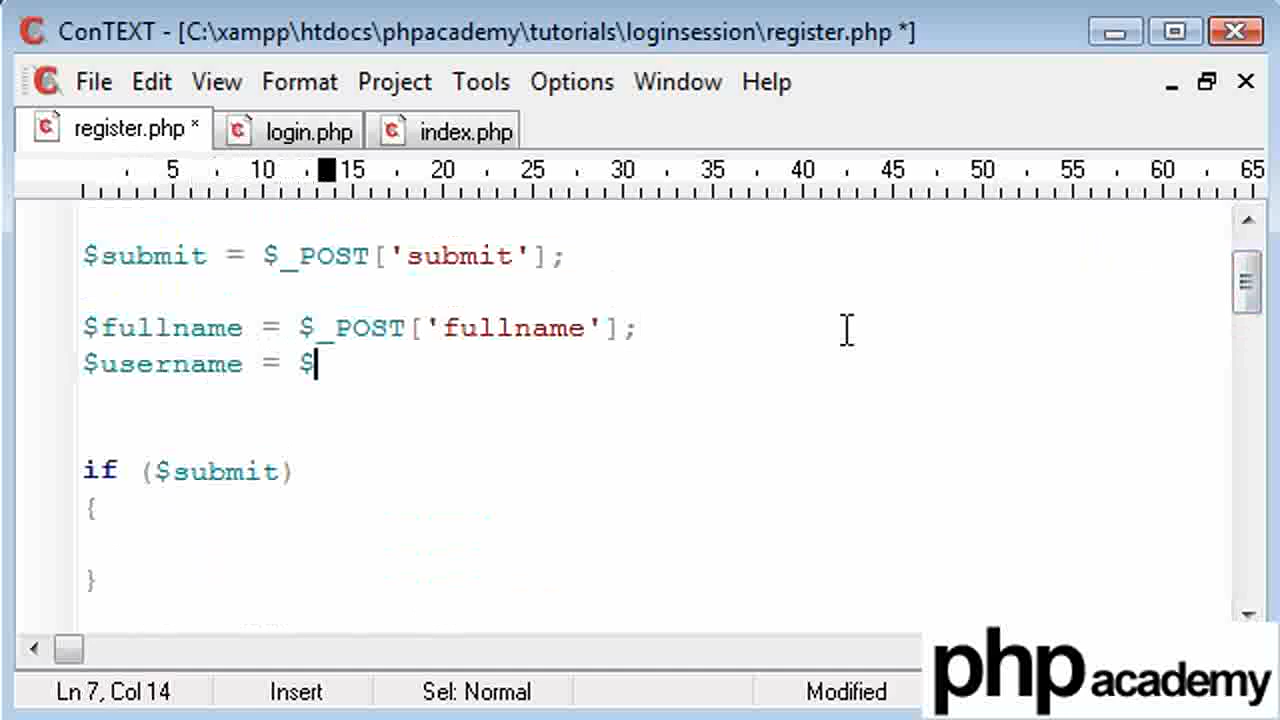 ConTEXT - [C:\xampp\htdocs\phpacademy\tutorials\loginsession\register.php *]
File Edit View Format Project Tools Options Window Help
register.php * login.php index.php
5 10 15 20 25 30 35 40 45 50 55 60 65
$submit = $_POST['submit'];
$fullname = $_POST['fullname'];
$username = $
if ($submit)
{
}
Ln 7, Col 14 Insert Sel: Normal Modified
php academy